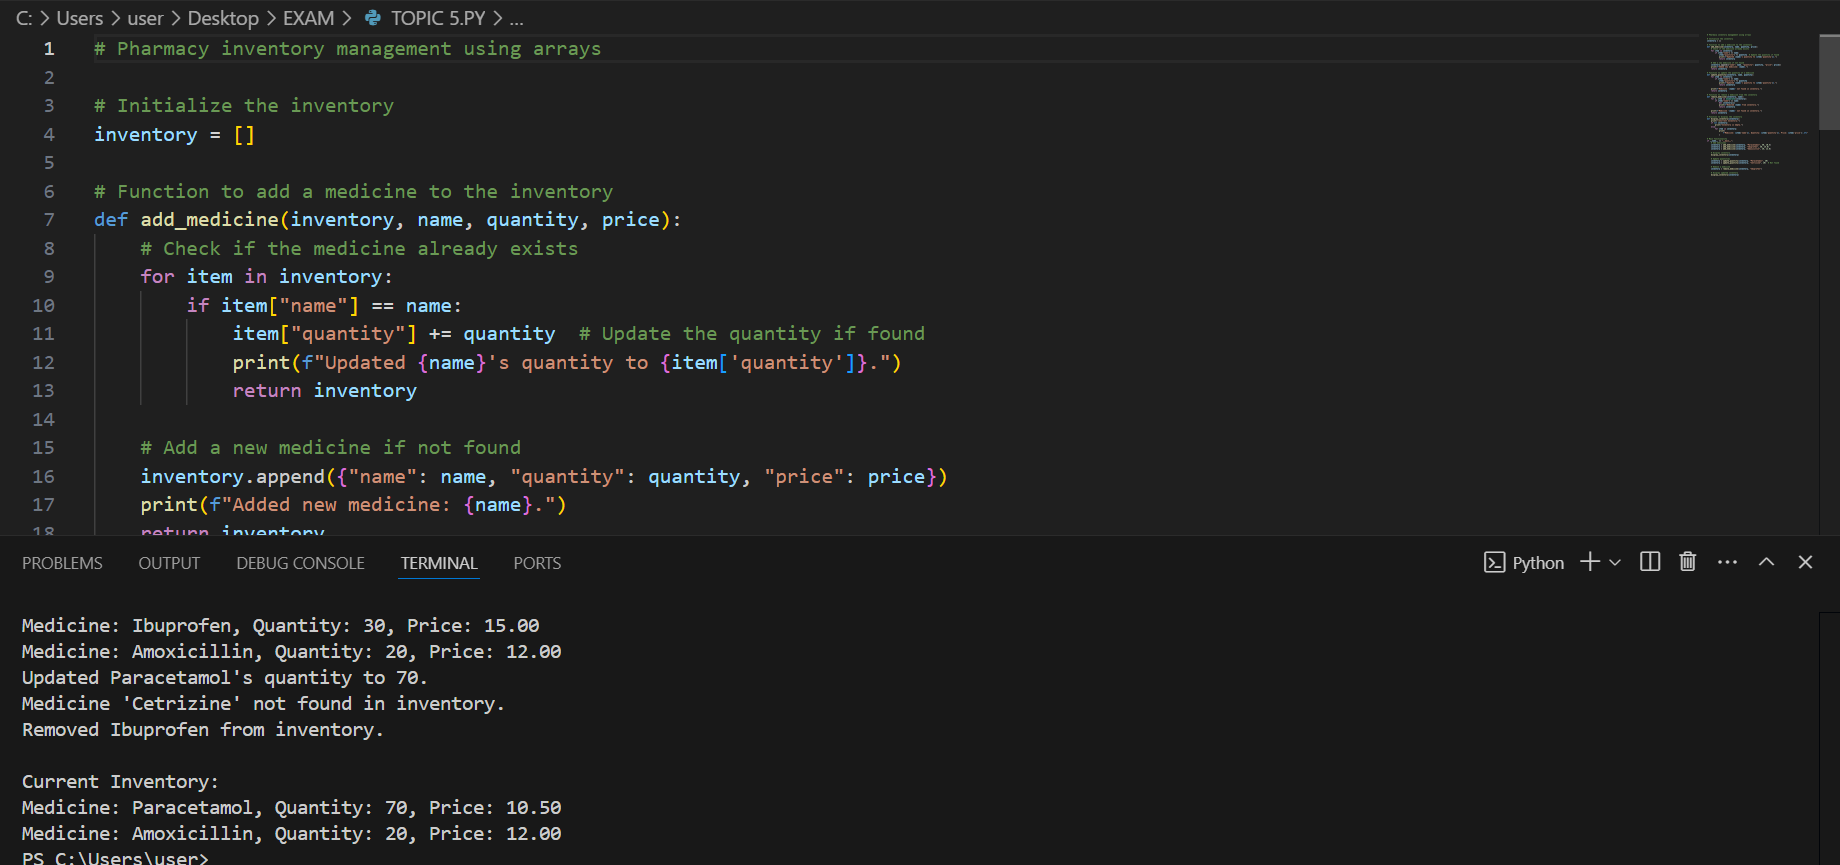 C: > Users > user > Desktop > EXAM > TOPIC 5.PY > ...
1 # Pharmacy inventory management using arrays
2
3 # Initialize the inventory
4 inventory = []
5
6 # Function to add a medicine to the inventory
7 def add_medicine(inventory, name, quantity, price):
8     # Check if the medicine already exists
9     for item in inventory:
10         if item["name"] == name:
11             item["quantity"] += quantity  # Update the quantity if found
12             print(f"Updated {name}'s quantity to {item['quantity']}.")
13             return inventory
14
15     # Add a new medicine if not found
16     inventory.append({"name": name, "quantity": quantity, "price": price})
17     print(f"Added new medicine: {name}.")
18     return inventory
PROBLEMS OUTPUT DEBUG CONSOLE TERMINAL PORTS Python
Medicine: Ibuprofen, Quantity: 30, Price: 15.00
Medicine: Amoxicillin, Quantity: 20, Price: 12.00
Updated Paracetamol's quantity to 70.
Medicine 'Cetrizine' not found in inventory.
Removed Ibuprofen from inventory.
Current Inventory:
Medicine: Paracetamol, Quantity: 70, Price: 10.50
Medicine: Amoxicillin, Quantity: 20, Price: 12.00
PS C:\Users\user>